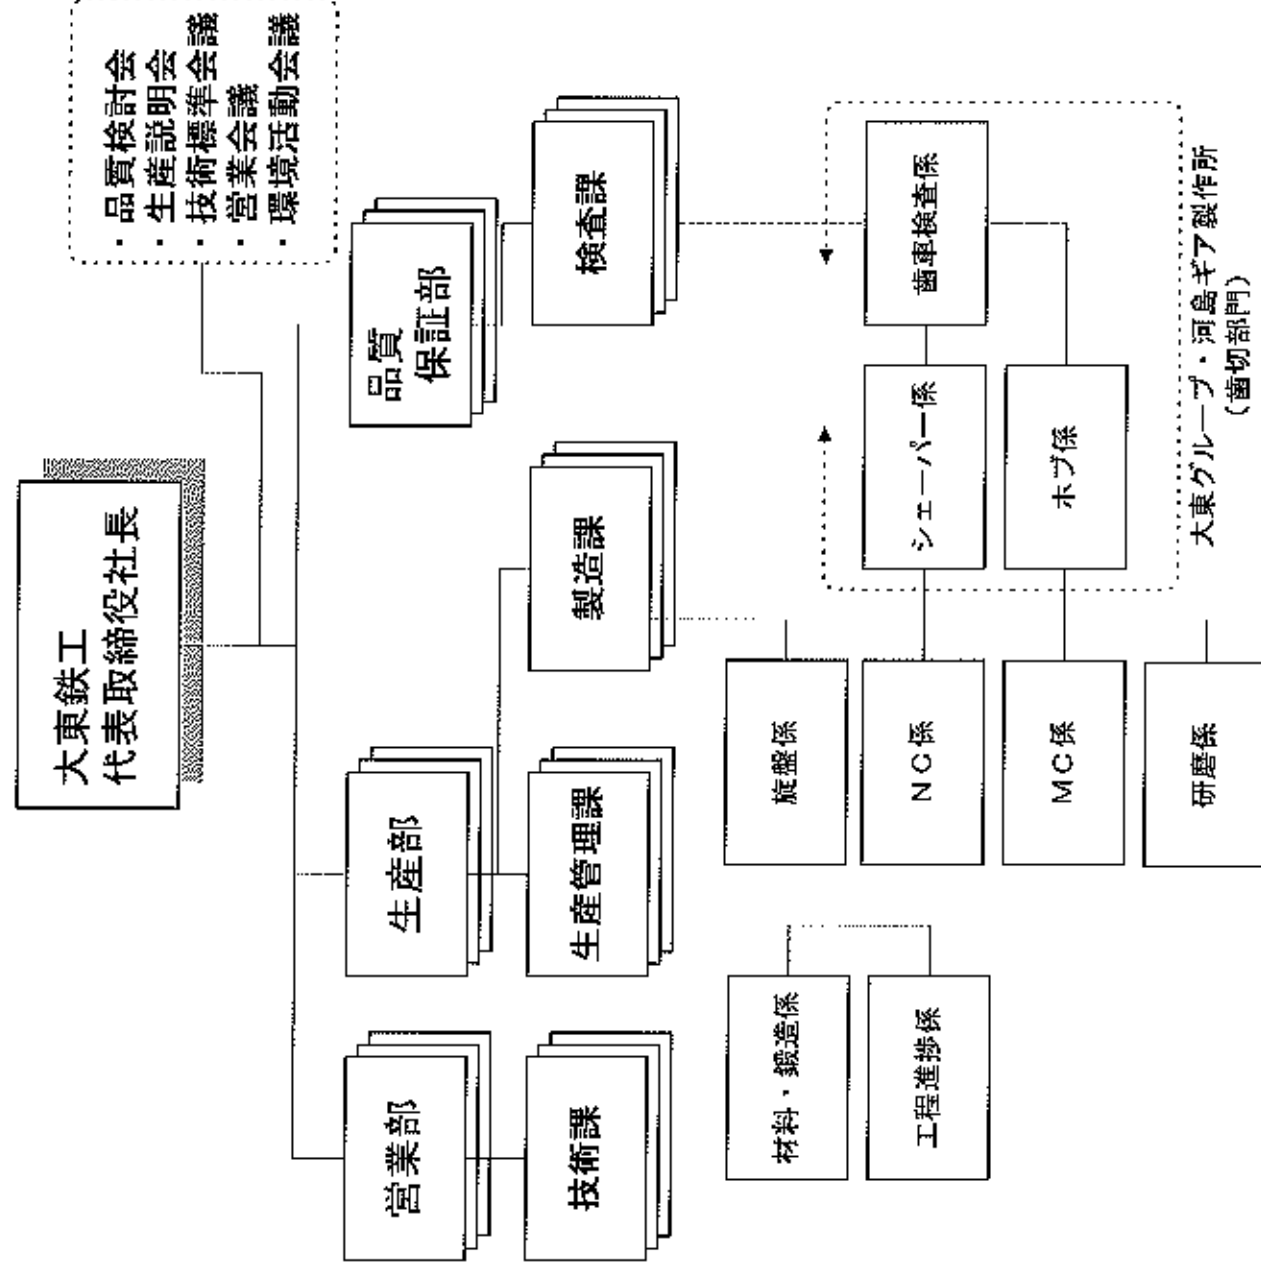 大東鉄工
代表取締役社長
・品質検討会
・生産説明会
・技術標準会議
・営業会議
・環境活動会議
営業部
生産部
品質
保証部
技術課
生産管理課
製造課
検査課
材料・鍛造係
工程進捗係
旋盤係
NC係
MC係
研磨係
シェーパー係
ホブ係
歯車検査係
大東グループ・河島ギア製作所
(歯切部門)